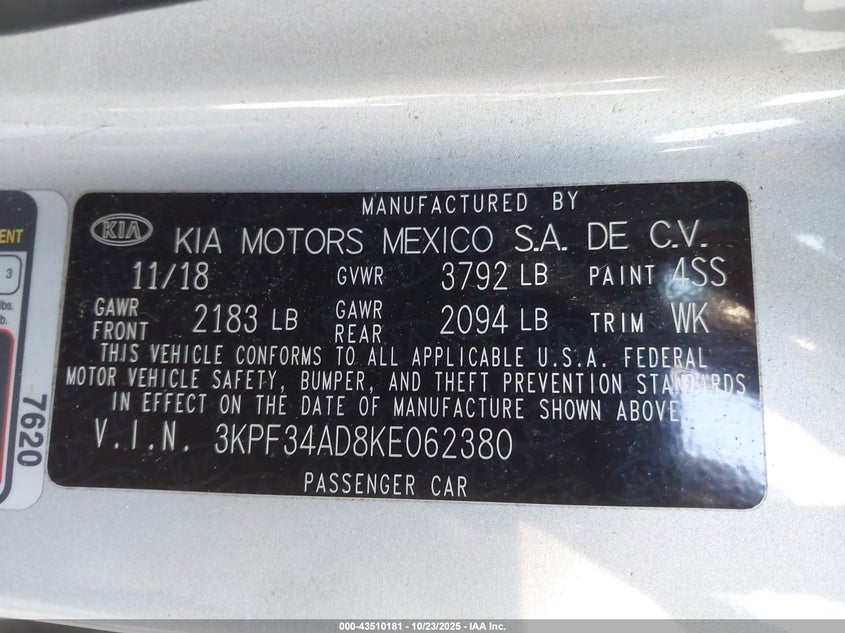 MANUFACTURED BY
KIA KIA MOTORS MEXICO S.A. DE C.V.
11/18 GVWR 3792 LB PAINT 4SS
GAWR FRONT 2183 LB GAWR REAR 2094 LB TRIM WK
THIS VEHICLE CONFORMS TO ALL APPLICABLE U.S.A. FEDERAL
MOTOR VEHICLE SAFETY, BUMPER, AND THEFT PREVENTION STANDARDS
IN EFFECT ON THE DATE OF MANUFACTURE SHOWN ABOVE.
V.I.N. 3KPF34AD8KE062380
PASSENGER CAR
ENT
3
lbs.
b.
7620
000-43510181 - 10/23/2025 - IAA Inc.